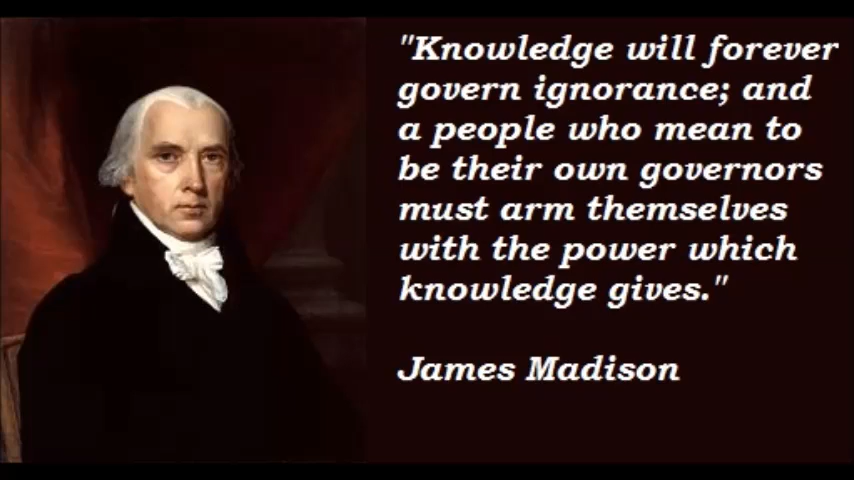 "Knowledge will forever
govern ignorance; and
a people who mean to
be their own governors
must arm themselves
with the power which
knowledge gives."
James Madison